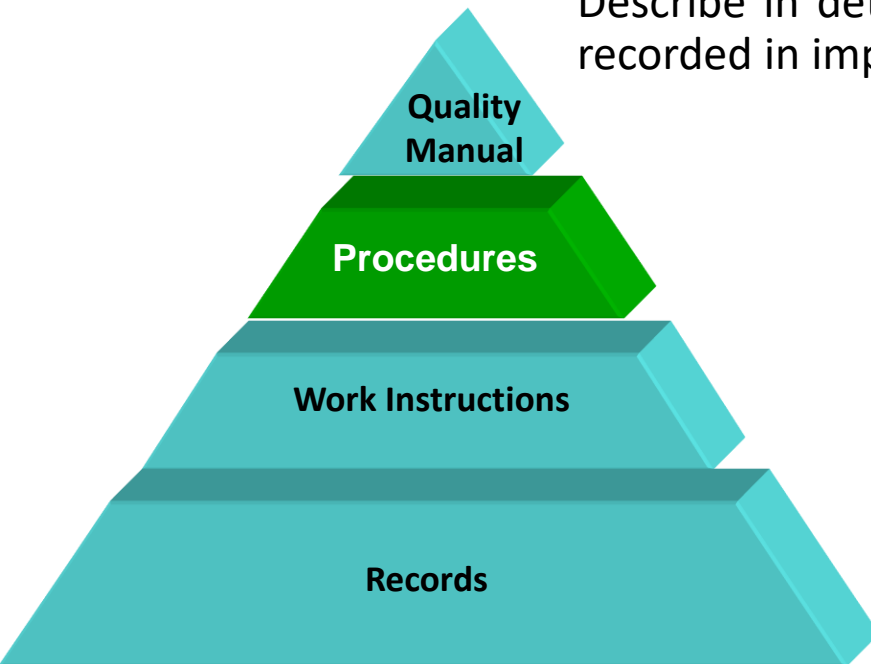 Describe in
recorded in
Quality
Manual
Procedures
Work Instructions
Records